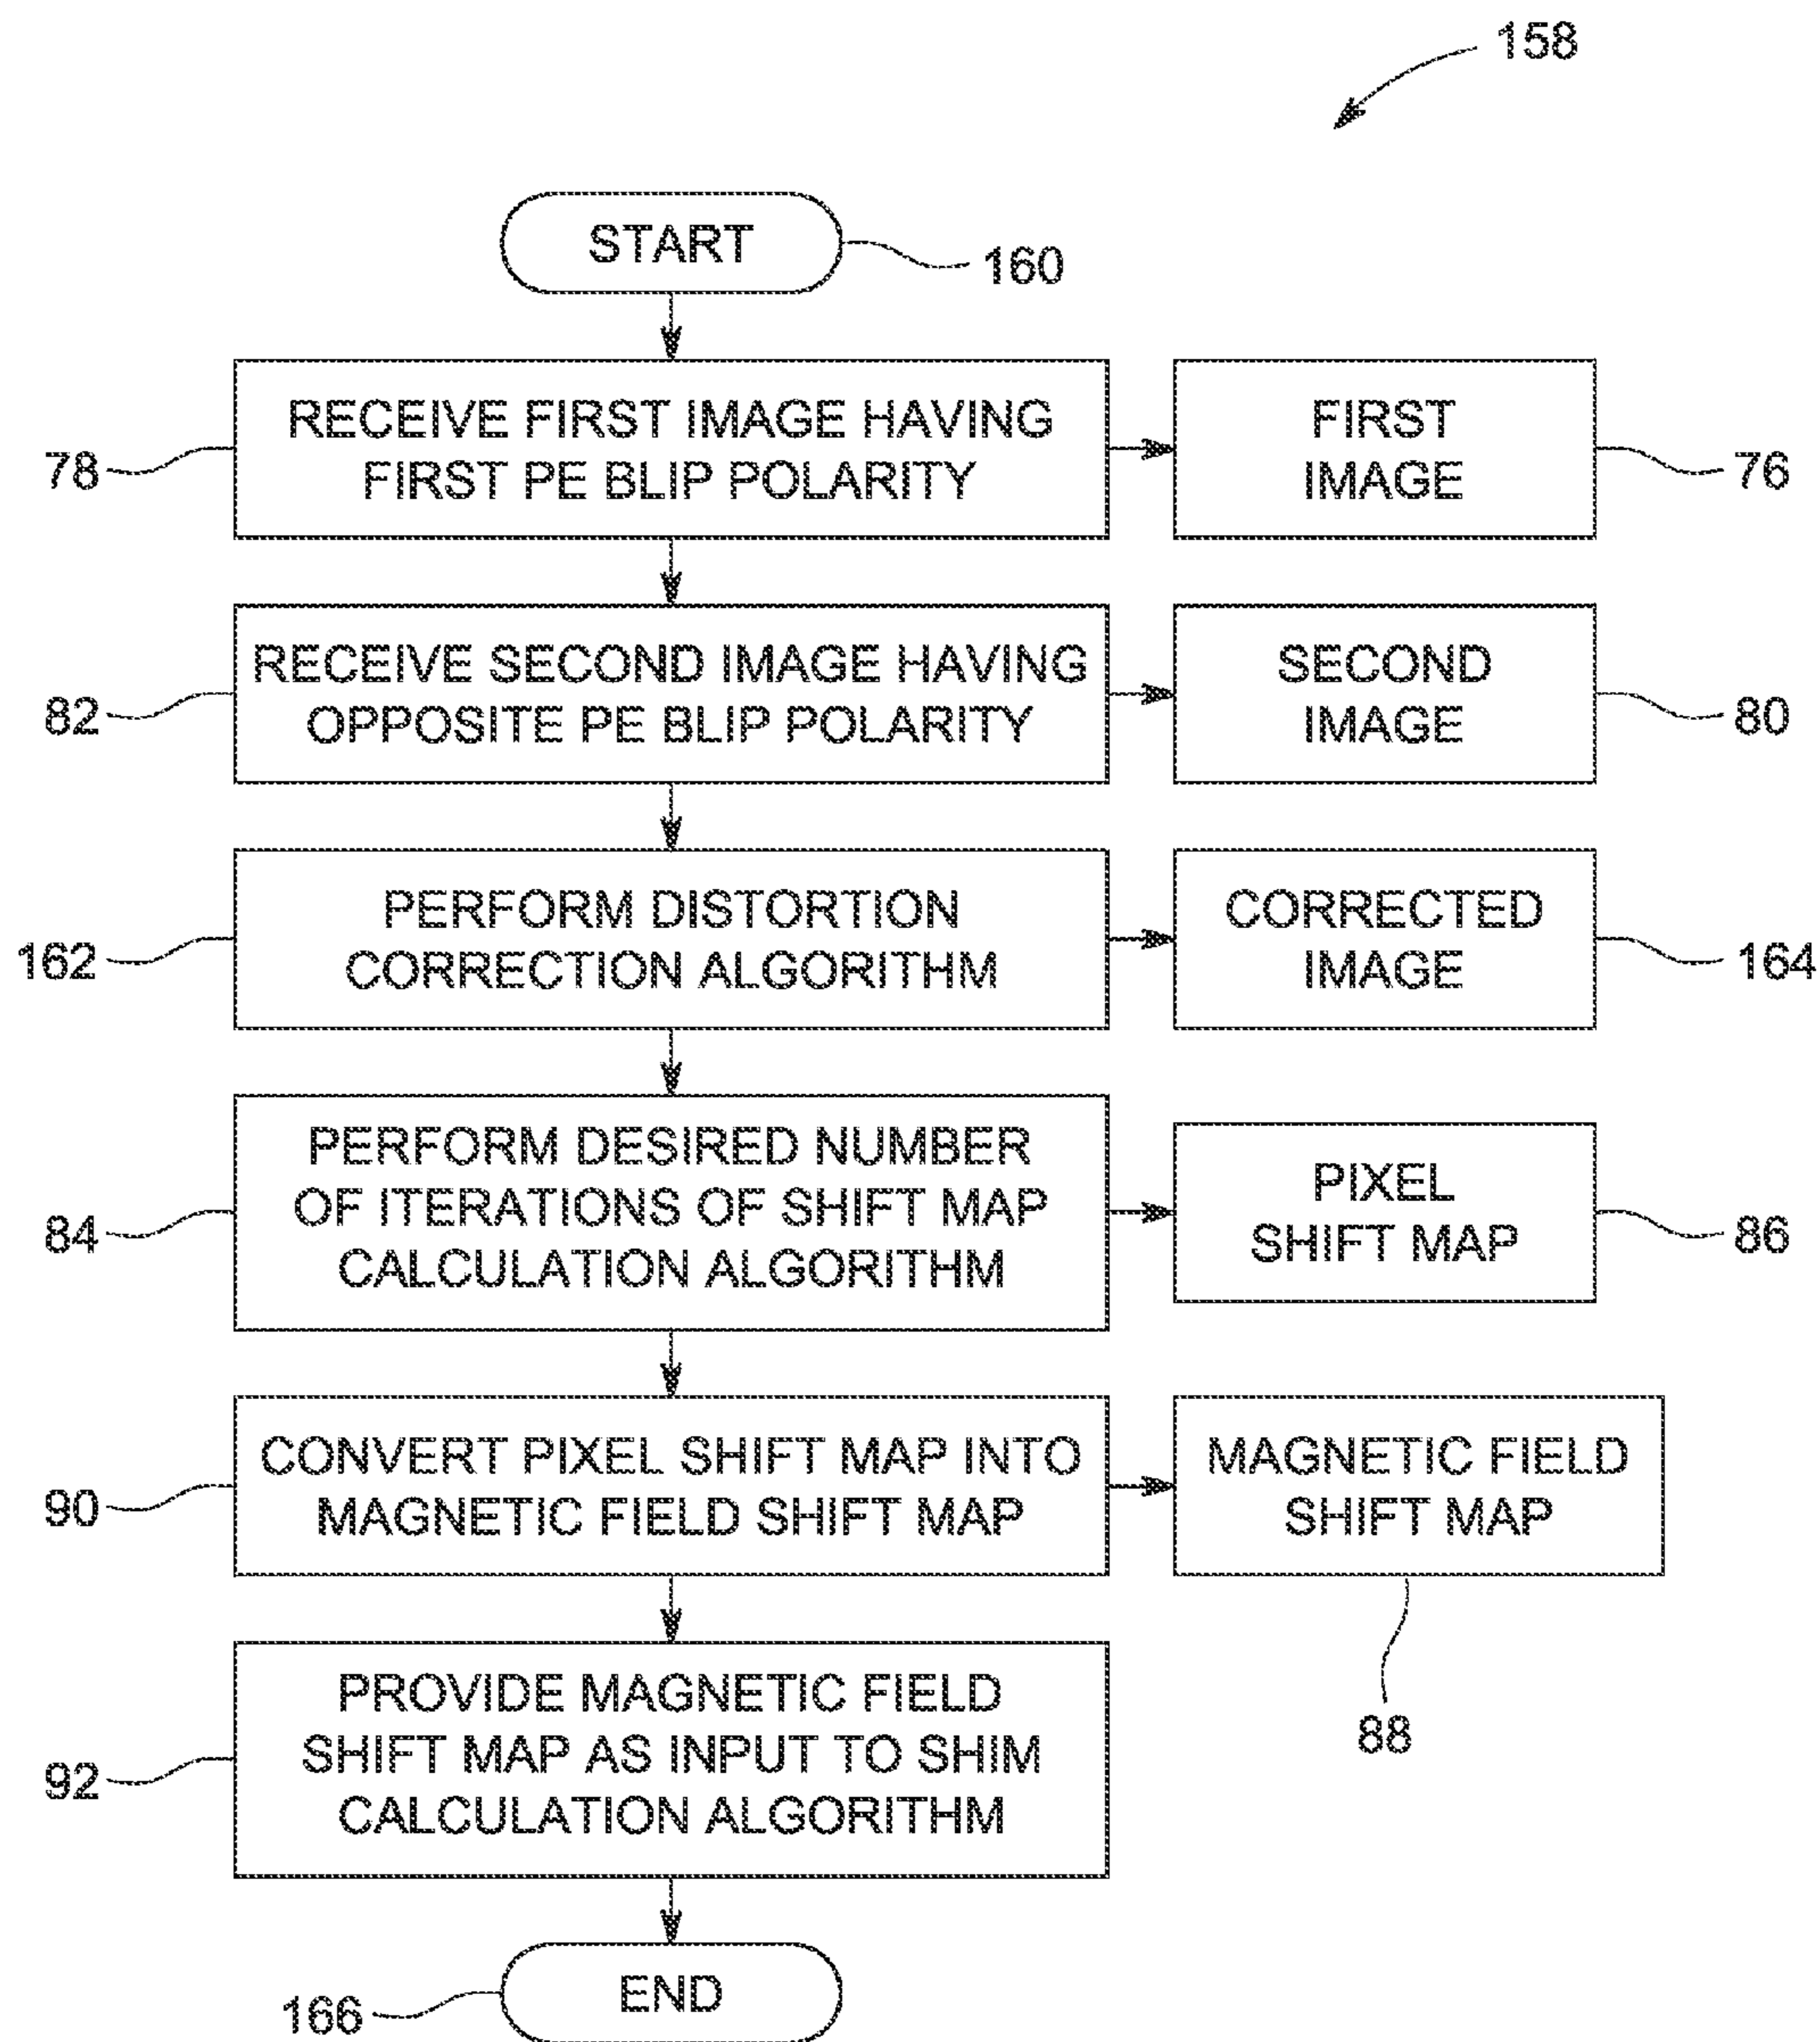 158
START
160
RECEIVE FIRST IMAGE HAVING
FIRST PE BLIP POLARITY
78
FIRST
IMAGE
76
RECEIVE SECOND IMAGE HAVING
OPPOSITE PE BLIP POLARITY
82
SECOND
IMAGE
80
PERFORM DISTORTION
CORRECTION ALGORITHM
162
CORRECTED
IMAGE
164
PERFORM DESIRED NUMBER
OF ITERATIONS OF SHIFT MAP
CALCULATION ALGORITHM
84
PIXEL
SHIFT MAP
86
CONVERT PIXEL SHIFT MAP INTO
MAGNETIC FIELD SHIFT MAP
90
MAGNETIC FIELD
SHIFT MAP
88
PROVIDE MAGNETIC FIELD
SHIFT MAP AS INPUT TO SHIM
CALCULATION ALGORITHM
92
END
166